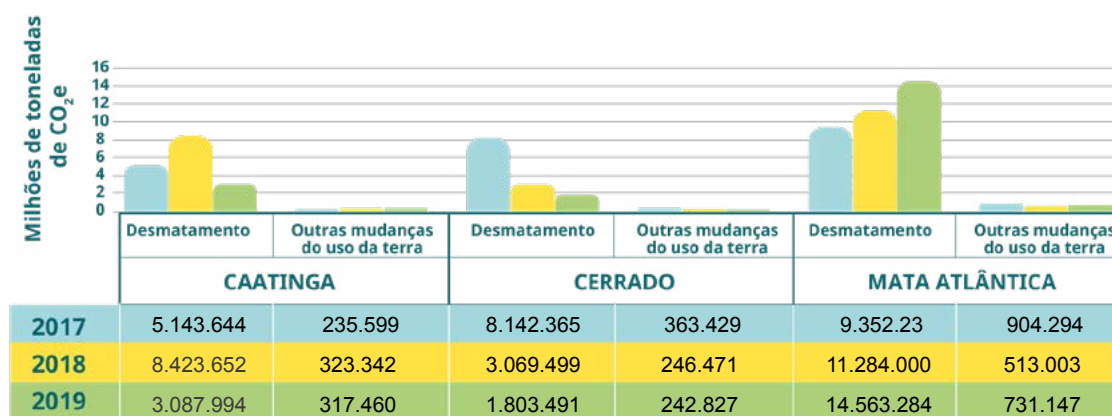 Milhões de toneladas
de CO₂e
16
14
12
10
8
6
4
2
0
Desmatamento Outras mudanças Desmatamento Outras mudanças Desmatamento Outras mudanças
do uso da terra do uso da terra do uso da terra
CAATINGA CERRADO MATA ATLÂNTICA
2017 5.143.644 235.599 8.142.365 363.429 9.352.23 904.294
2018 8.423.652 323.342 3.069.499 246.471 11.284.000 513.003
2019 3.087.994 317.460 1.803.491 242.827 14.563.284 731.147